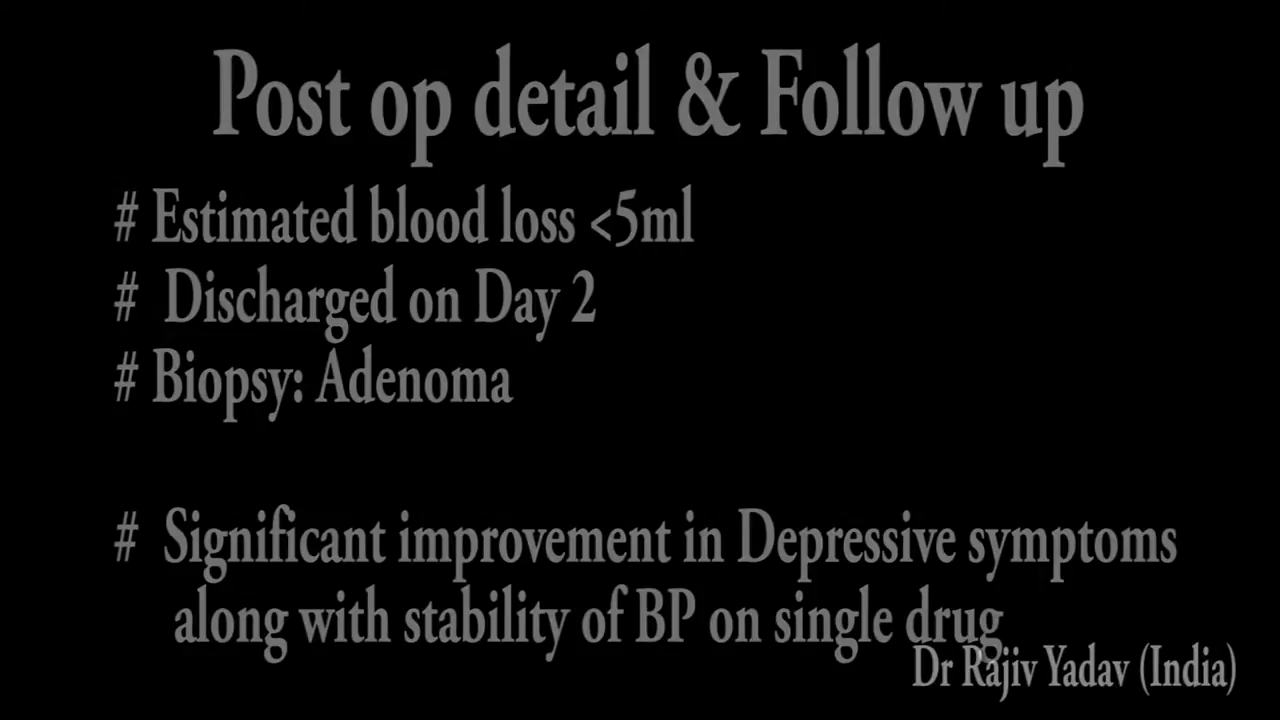 Post op detail & Follow up
# Estimated blood loss <5ml
# Discharged on Day 2
# Biopsy: Adenoma
# Significant improvement in Depressive symptoms
along with stability of BP on single drug
Dr Rajiv Yadav (India)